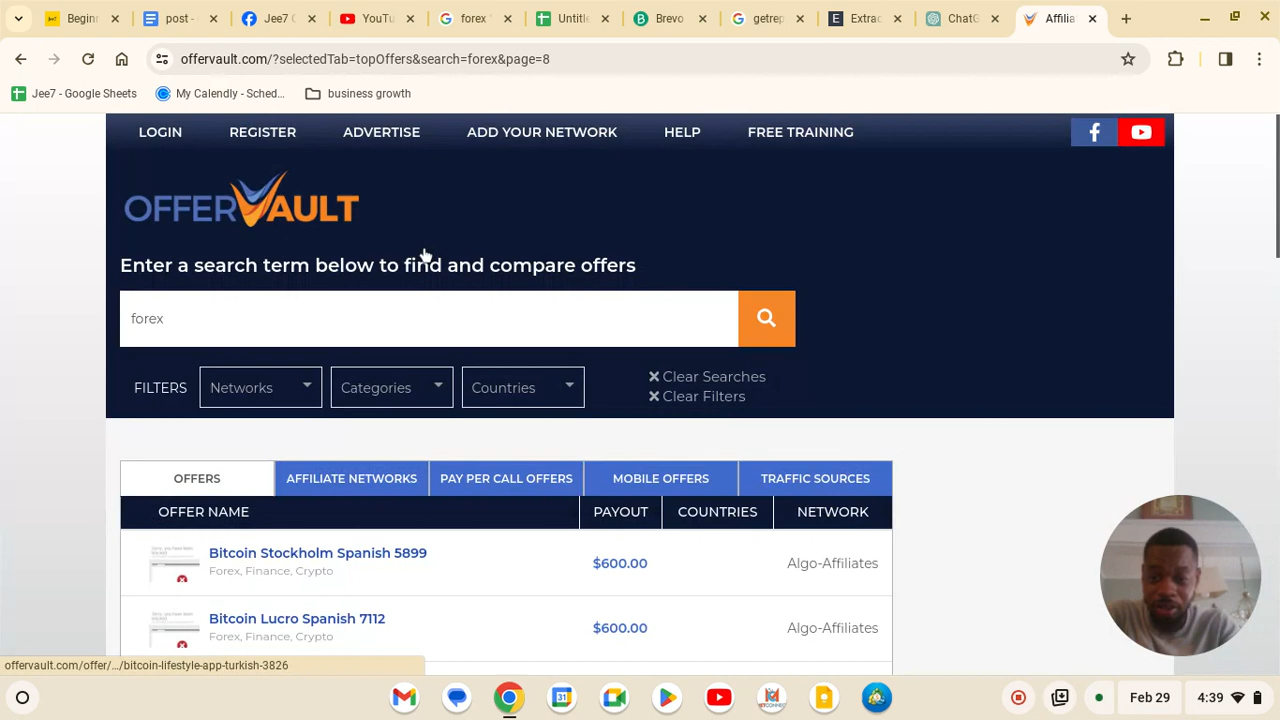 Beginn
post -
Jee7 G
YouTu
forex
Untitle
Brevo
getrep
Extrac
ChatG
Affilia
offervault.com/?selectedTab=topOffers&search=forex&page=8
Jee7 - Google Sheets
My Calendly - Sched...
business growth
LOGIN REGISTER ADVERTISE ADD YOUR NETWORK HELP FREE TRAINING
OFFERVAULT
Enter a search term below to find and compare offers
forex
FILTERS Networks Categories Countries
Clear Searches
Clear Filters
OFFERS AFFILIATE NETWORKS PAY PER CALL OFFERS MOBILE OFFERS TRAFFIC SOURCES
OFFER NAME PAYOUT COUNTRIES NETWORK
Bitcoin Stockholm Spanish 5899
Forex, Finance, Crypto
$600.00 Algo-Affiliates
Bitcoin Lucro Spanish 7112
Forex, Finance, Crypto
$600.00 Algo-Affiliates
offervault.com/offer/.../bitcoin-lifestyle-app-turkish-3826
Feb 29 4:39